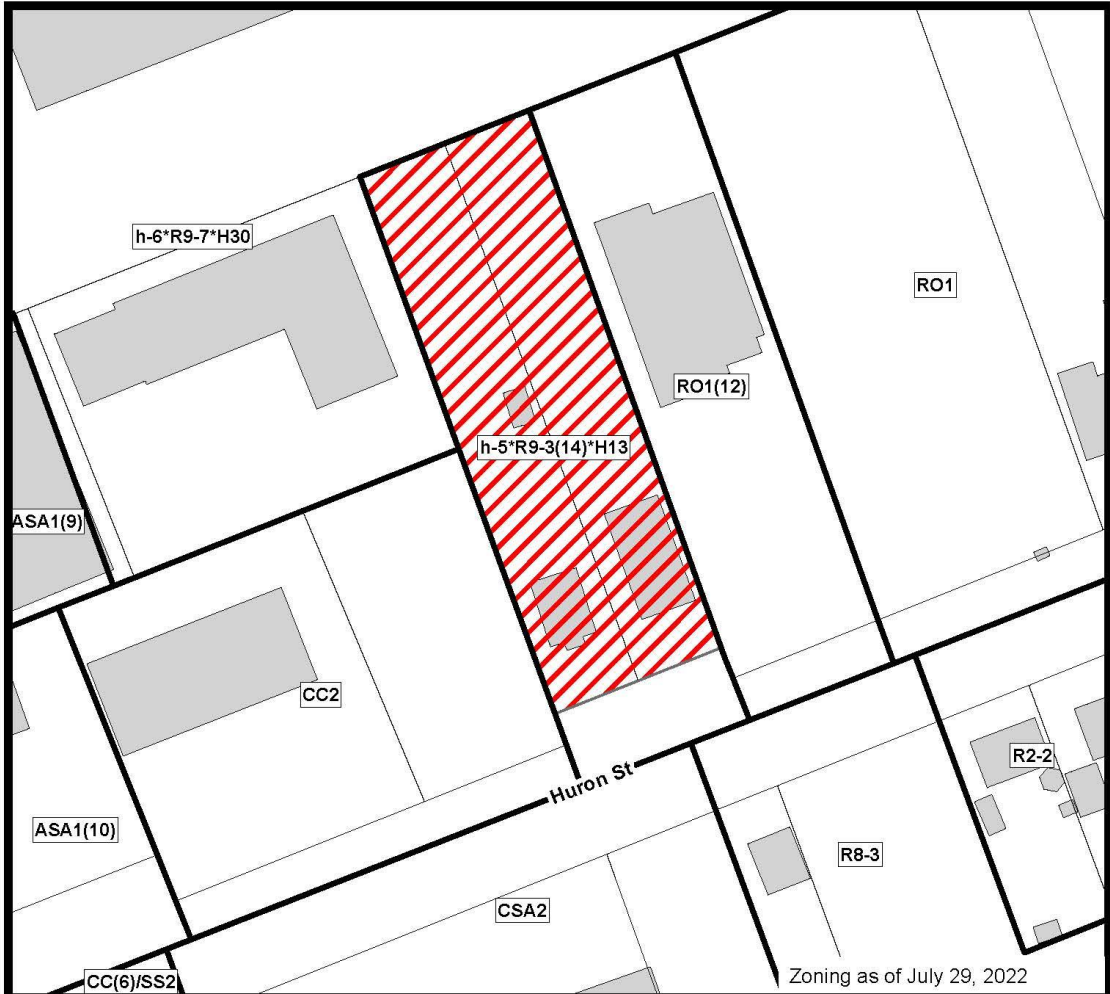 h-6*R9-7*H30
RO1
RO1(12)
h-5*R9-3(14)*H13
ASA1(9)
CC2
R2-2
Huron St
ASA1(10)
R8-3
CSA2
CC(6)/SS2
Zoning as of July 29, 2022